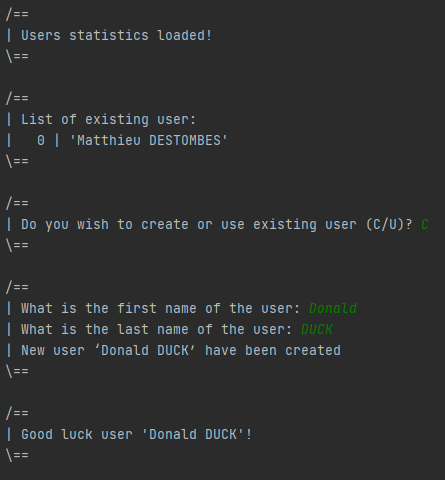 /==
| Users statistics loaded!
\==

/==
| List of existing user:
|   0 | 'Matthieu DESTOMBES'
\==

/==
| Do you wish to create or use existing user (C/U)? C
\==

/==
| What is the first name of the user: Donald
| What is the last name of the user: DUCK
| New user ‘Donald DUCK’ have been created
\==

/==
| Good luck user 'Donald DUCK'!
\==